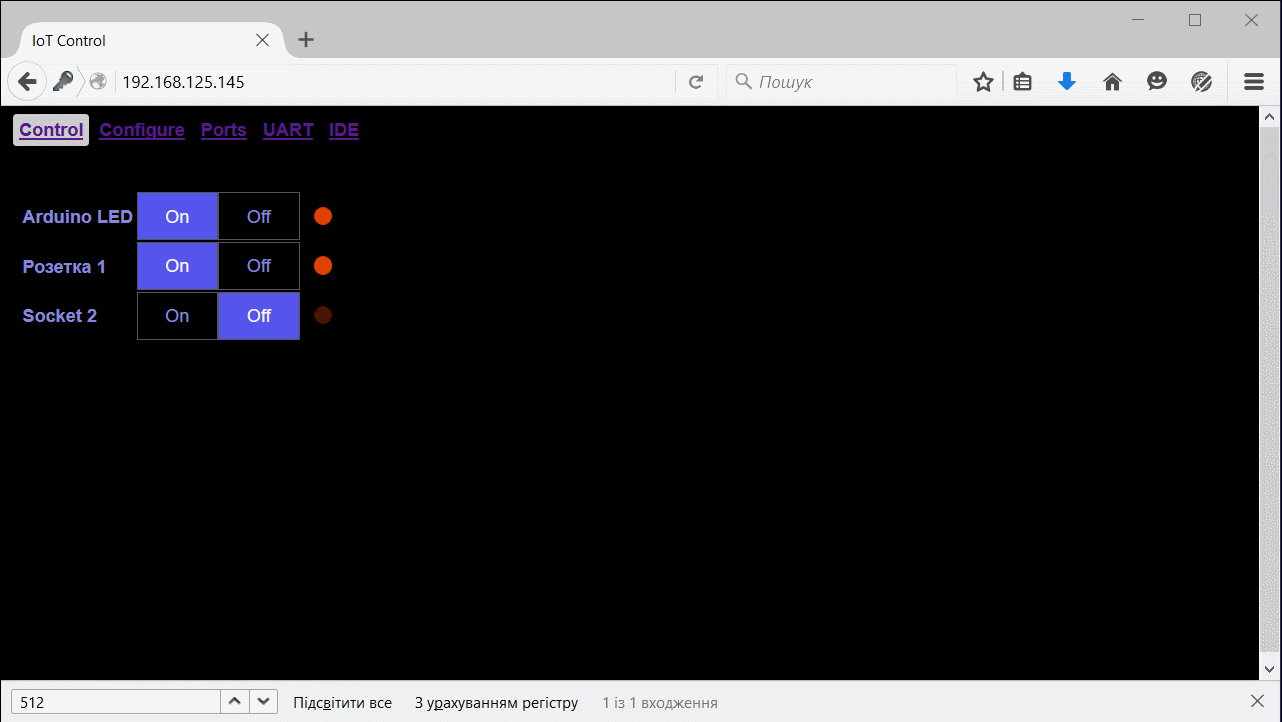 IoT Control
192.168.125.145
Пошук
Control Configure Ports UART IDE
Arduino LED On Off
Розетка 1 On Off
Socket 2 On Off
512 Підсвітити все З урахуванням регістру 1 із 1 входження